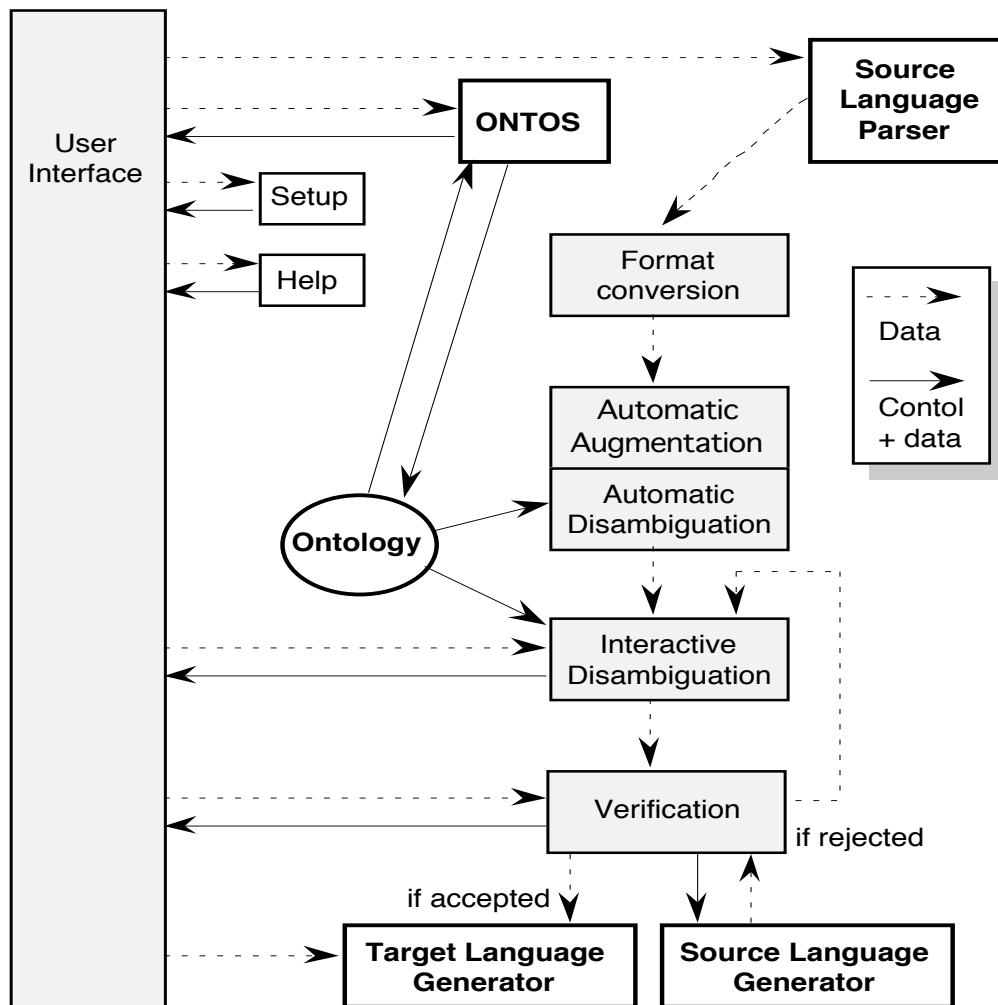 User
Interface
ONTOS
Setup
Help
Source
Language
Parser
Format
conversion
Data
Contol
+ data
Automatic
Augmentation
Automatic
Disambiguation
Ontology
Interactive
Disambiguation
Verification
if rejected
if accepted
Target Language
Generator
Source Language
Generator